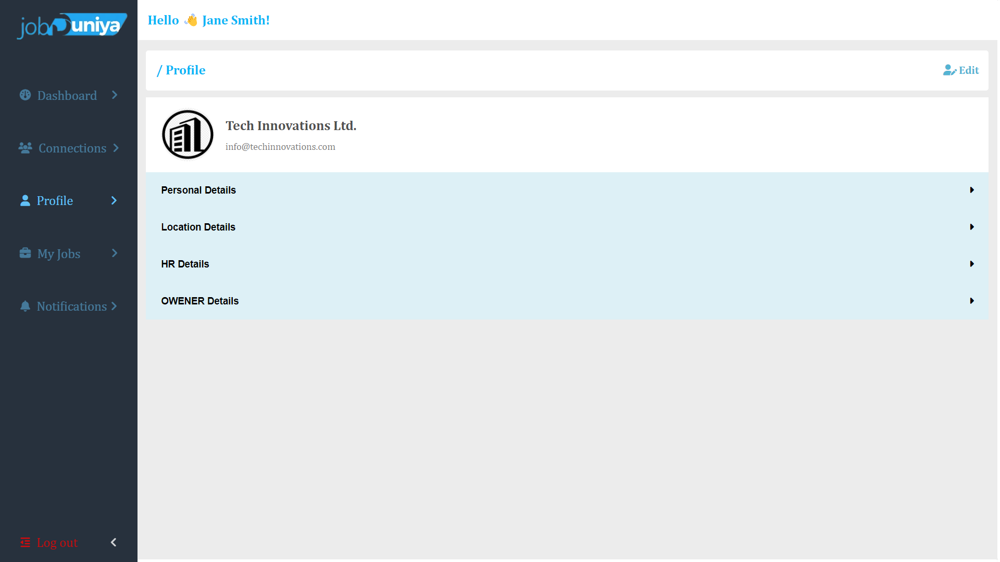 jobDuniya
Hello 👋 Jane Smith!
/ Profile
Edit
Dashboard
Connections
Profile
My Jobs
Notifications
Log out
Tech Innovations Ltd.
info@techinnovations.com
Personal Details
Location Details
HR Details
OWENER Details